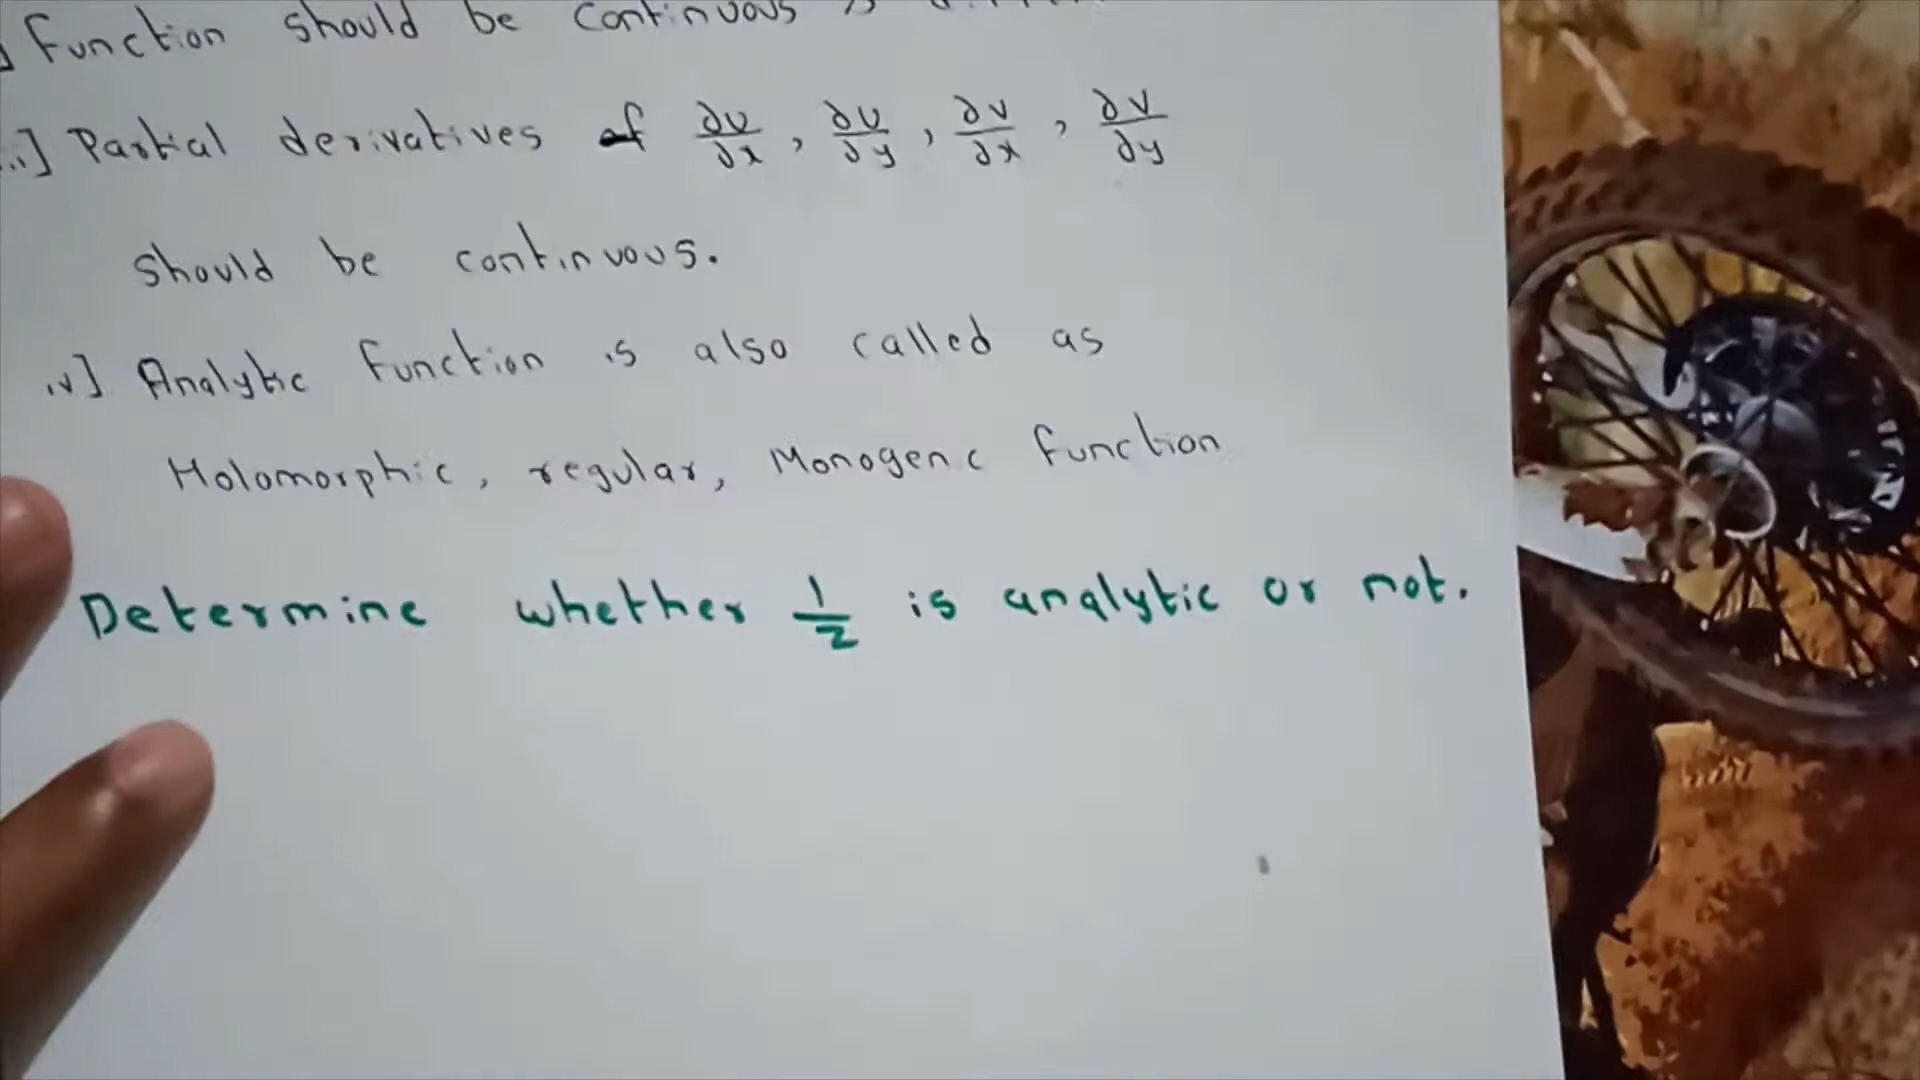 Function should be continuous
Partial derivatives of ∂u/∂x, ∂u/∂y, ∂v/∂x, ∂v/∂y
should be continuous.
iv] Analytic function is also called as
Holomorphic, regular, Monogenic function
Determine whether 1/z is analytic or not.